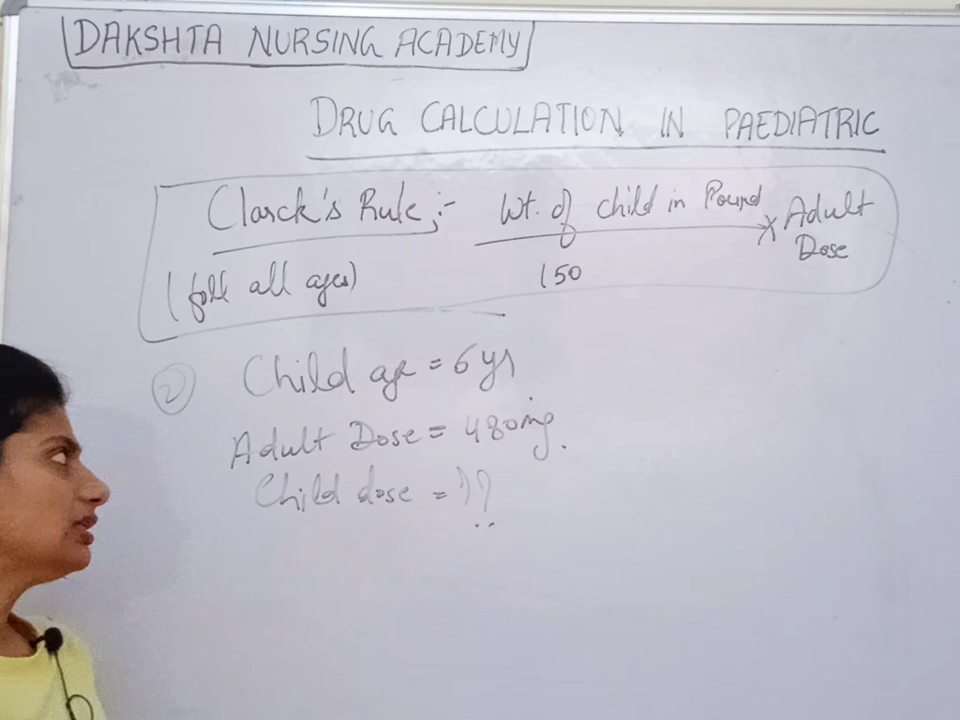 DAKSHTA NURSING ACADEMY
DRUG CALCULATION IN PAEDIATRIC
Clarck's Rule :- Wt. of child in Pound × Adult Dose
150
(for all ages)
② Child age = 6 yr
Adult Dose = 480mg.
Child dose = ??